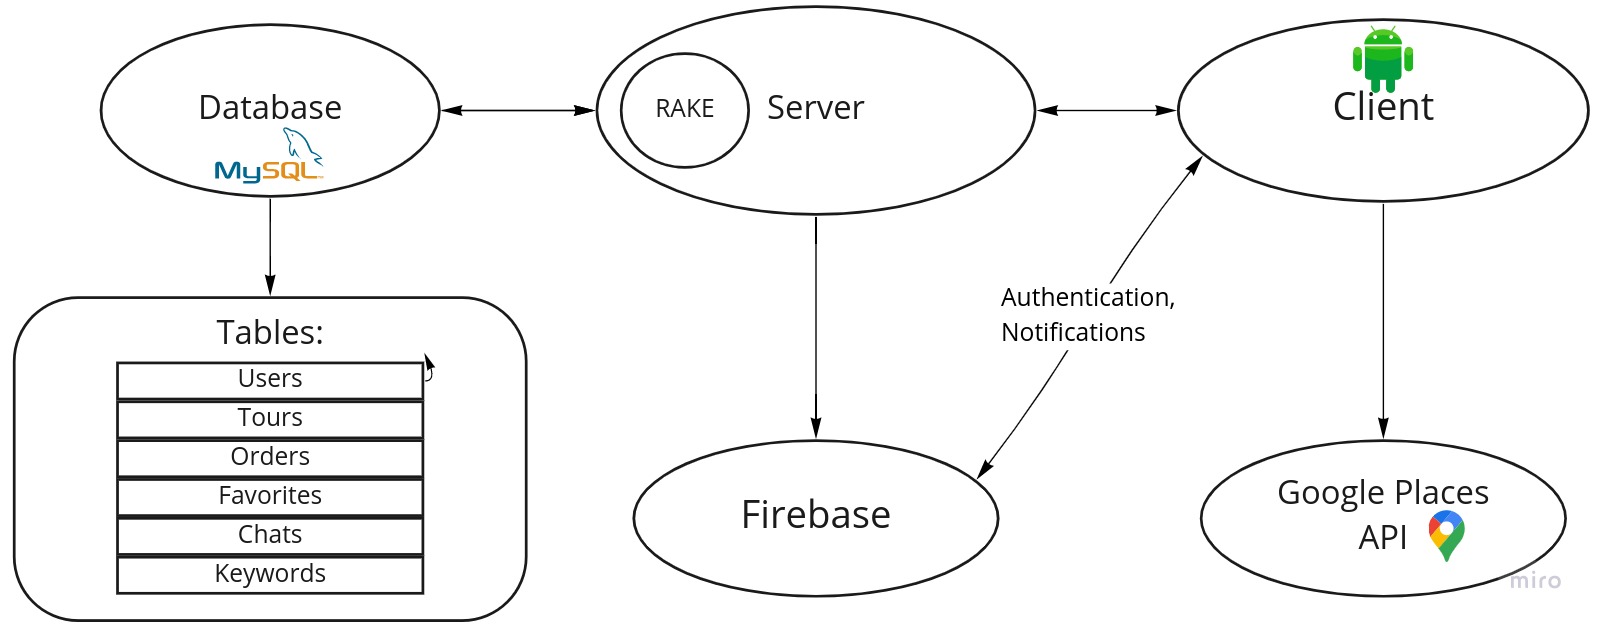 Database
MySQL
RAKE
Server
Client
Authentication,
Notifications
Tables:
Users
Tours
Orders
Favorites
Chats
Keywords
Firebase
Google Places
API
miro